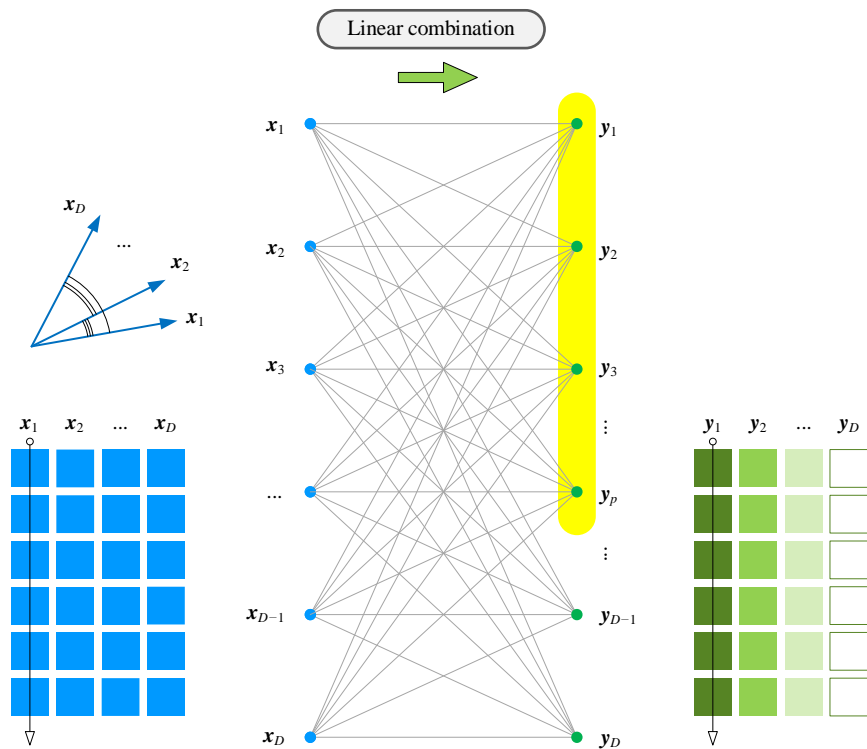 Linear combination
x1
x2
x3
...
xD−1
xD
y1
y2
y3
⋮
yp
⋮
yD−1
yD
xD
...
x2
x1
x1 x2 ... xD
y1 y2 ... yD